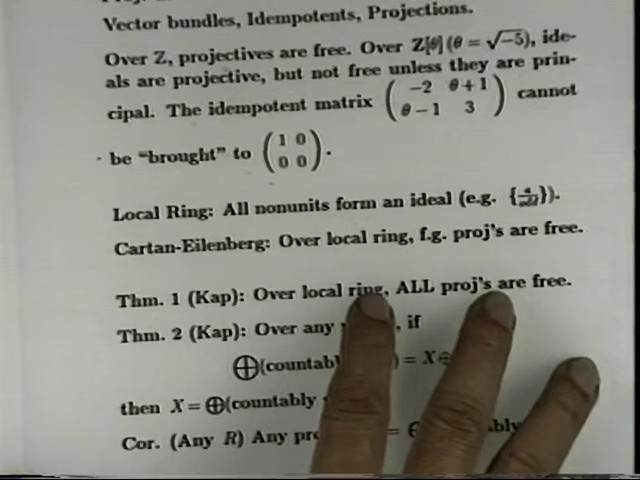 Vector bundles, Idempotents, Projections.
Over Z, projectives are free. Over Z[θ] (θ = √−5), ide-
als are projective, but not free unless they are prin-
cipal. The idempotent matrix ( −2 θ+1 ; θ−1 3 ) cannot
be “brought” to ( 1 0 ; 0 0 ).
Local Ring: All nonunits form an ideal (e.g.
Cartan-Eilenberg: Over local ring, f.g. proj's are free.
Thm. 1 (Kap): Over local ring, ALL proj's are free.
Thm. 2 (Kap): Over any , if
⊕(countab ) = X⊕
then X = ⊕(countably
Cor. (Any R) Any pro = ably